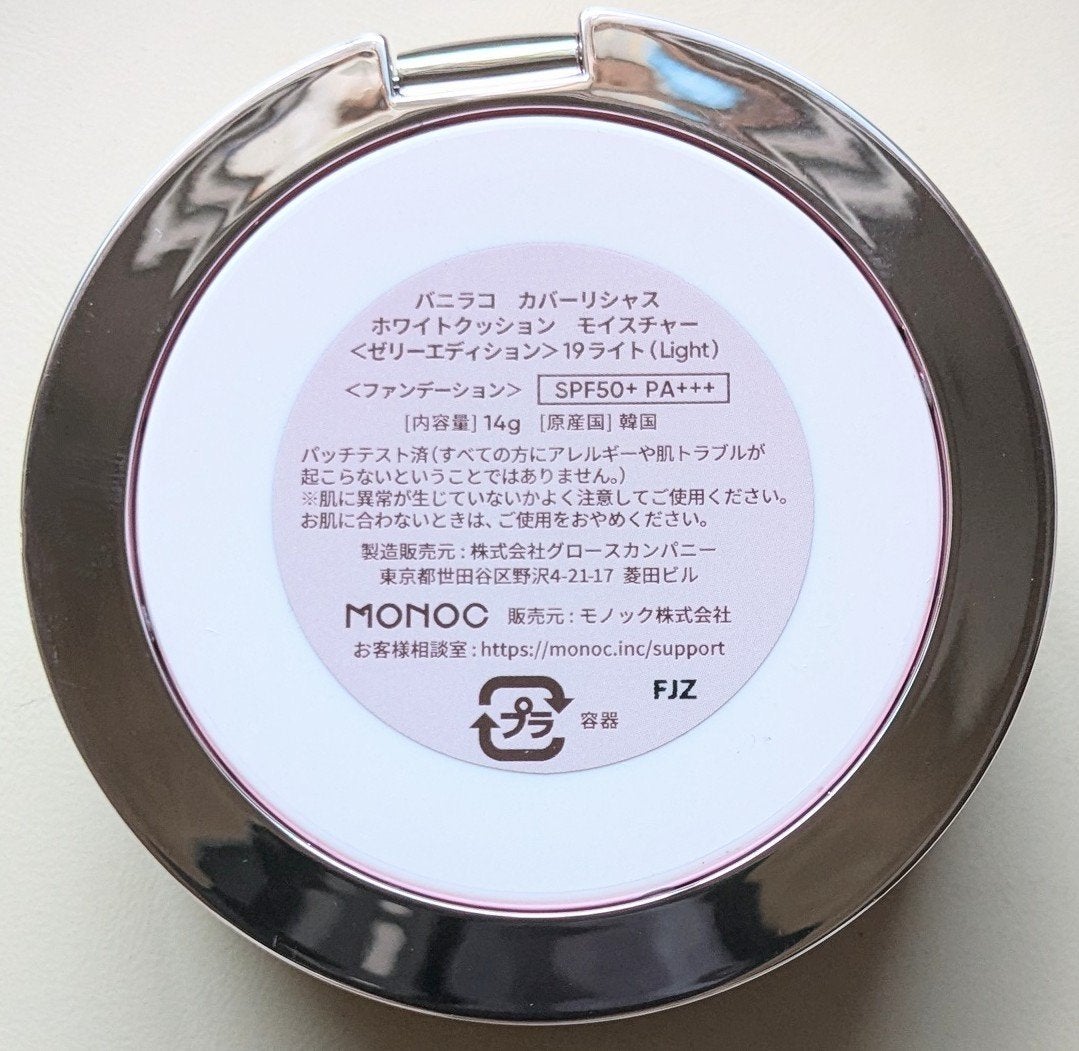 バニラコ　カバーリシャス
ホワイトクッション　モイスチャー
<ゼリーエディション>19ライト(Light)
<ファンデーション> SPF50+ PA+++
[内容量] 14g [原産国] 韓国
パッチテスト済(すべての方にアレルギーや肌トラブルが
起こらないということではありません。)
※肌に異常が生じていないかよく注意してご使用ください。
お肌に合わないときは、ご使用をおやめください。
製造販売元:株式会社グロースカンパニー
東京都世田谷区野沢4-21-17 菱田ビル
MONOC 販売元:モノック株式会社
お客様相談室:https://monoc.inc/support
FJZ
プラ 容器